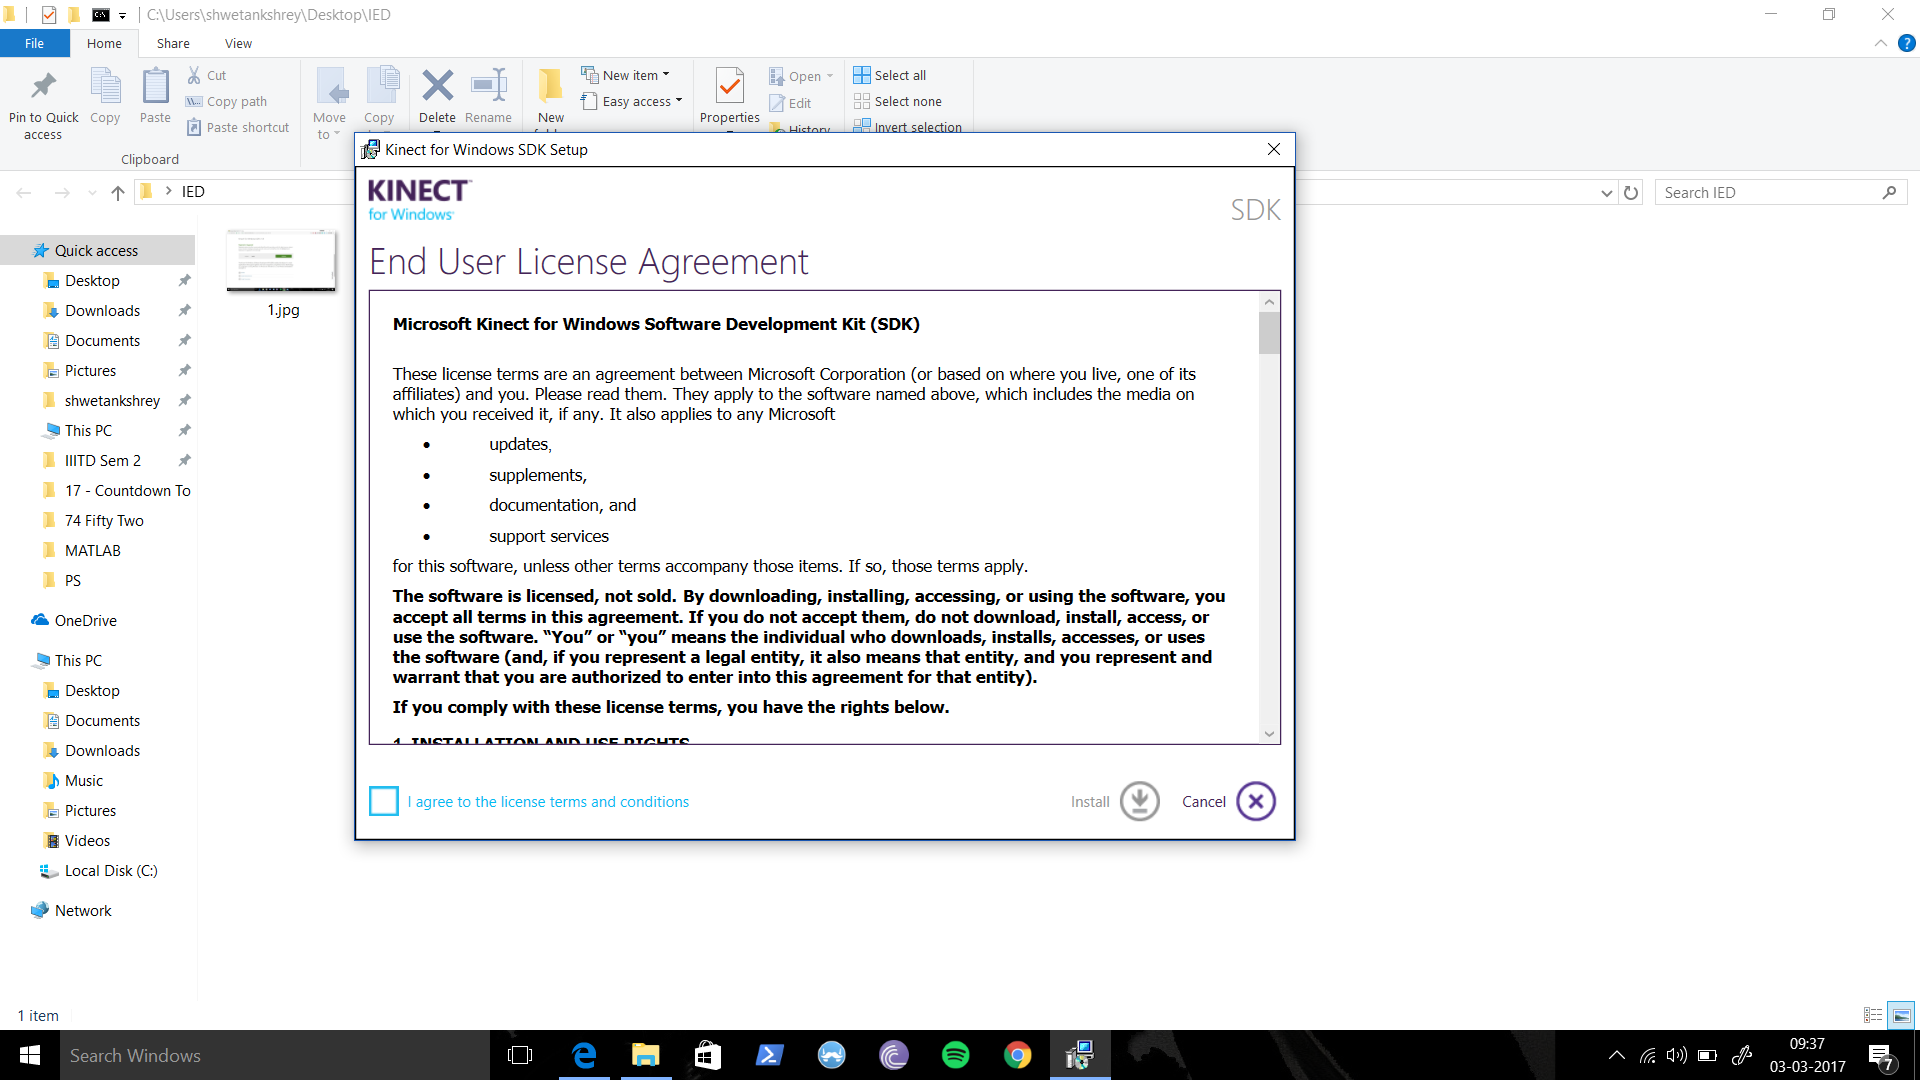 C:\Users\shwetankshrey\Desktop\IED
File Home Share View
Pin to Quick access
Copy
Paste
Cut
Copy path
Paste shortcut
Clipboard
Move to
Copy
Delete
Rename
New
New item
Easy access
Properties
Open
Edit
History
Select all
Select none
Invert selection
IED
Search IED
Quick access
Desktop
Downloads
Documents
Pictures
shwetankshrey
This PC
IIITD Sem 2
17 - Countdown To
74 Fifty Two
MATLAB
PS
OneDrive
This PC
Desktop
Documents
Downloads
Music
Pictures
Videos
Local Disk (C:)
Network
1.jpg
Kinect for Windows SDK Setup
KINECT™
for Windows
SDK
End User License Agreement
Microsoft Kinect for Windows Software Development Kit (SDK)
These license terms are an agreement between Microsoft Corporation (or based on where you live, one of its
affiliates) and you. Please read them. They apply to the software named above, which includes the media on
which you received it, if any. It also applies to any Microsoft
• updates,
• supplements,
• documentation, and
• support services
for this software, unless other terms accompany those items. If so, those terms apply.
The software is licensed, not sold. By downloading, installing, accessing, or using the software, you
accept all terms in this agreement. If you do not accept them, do not download, install, access, or
use the software. “You” or “you” means the individual who downloads, installs, accesses, or uses
the software (and, if you represent a legal entity, it also means that entity, and you represent and
warrant that you are authorized to enter into this agreement for that entity).
If you comply with these license terms, you have the rights below.
1. INSTALLATION AND USE RIGHTS
I agree to the license terms and conditions
Install
Cancel
1 item
Search Windows
09:37
03-03-2017
7